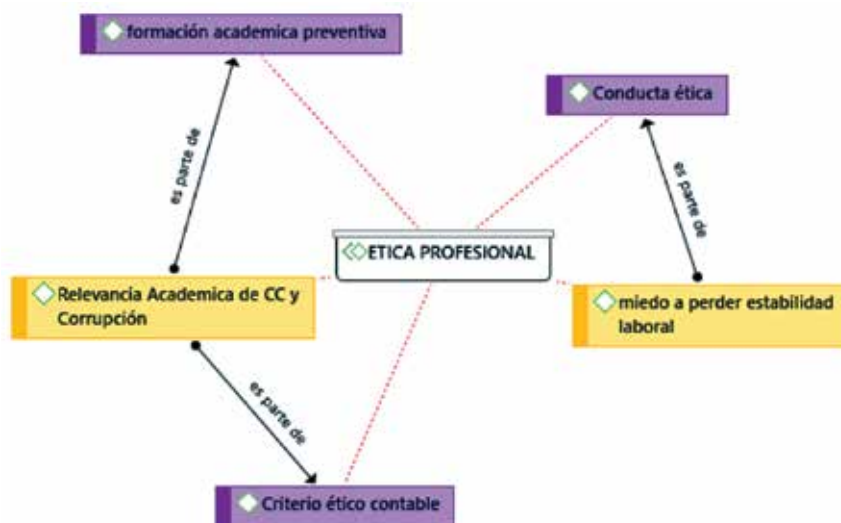 formación academica preventiva
Conducta ética
es parte de
es parte de
ETICA PROFESIONAL
Relevancia Academica de CC y
Corrupción
miedo a perder estabilidad
laboral
es parte de
Criterio ético contable